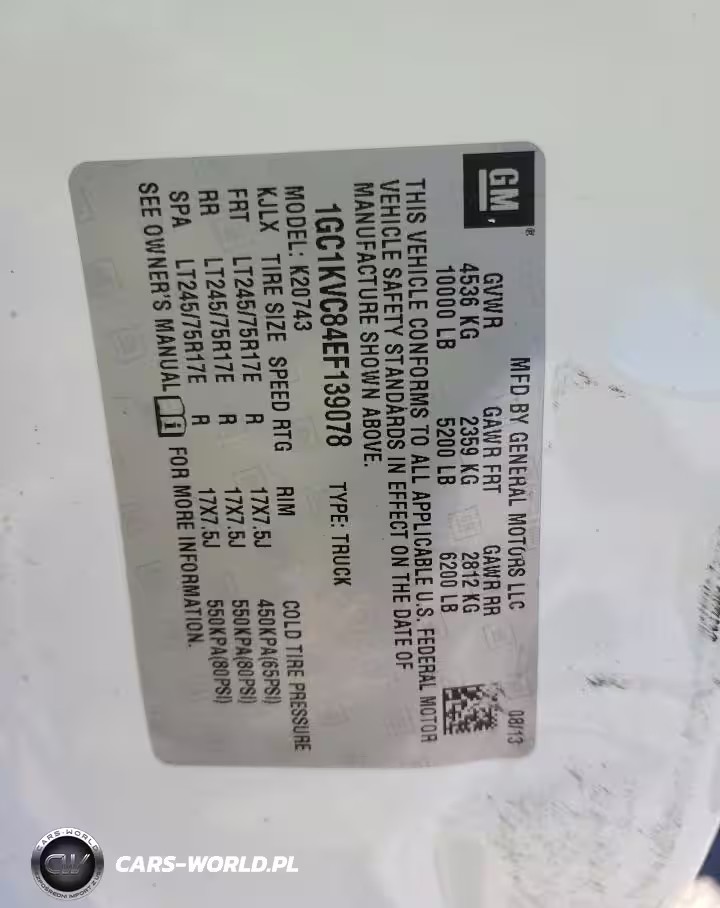 GM
®
MFD BY GENERAL MOTORS LLC 08/13
GVWR GAWR FRT GAWR RR
4536 KG 2359 KG 2812 KG
10000 LB 5200 LB 6200 LB
THIS VEHICLE CONFORMS TO ALL APPLICABLE U.S. FEDERAL MOTOR
VEHICLE SAFETY STANDARDS IN EFFECT ON THE DATE OF
MANUFACTURE SHOWN ABOVE.
1GC1KVC84EF139078 TYPE: TRUCK
MODEL: K20743
KJLX TIRE SIZE SPEED RTG RIM COLD TIRE PRESSURE
FRT LT245/75R17E R 17X7.5J 450KPA(65PSI)
RR LT245/75R17E R 17X7.5J 550KPA(80PSI)
SPA LT245/75R17E R 17X7.5J 550KPA(80PSI)
SEE OWNER'S MANUAL i FOR MORE INFORMATION.
CARS-WORLD
CW
CARS-WORLD.PL